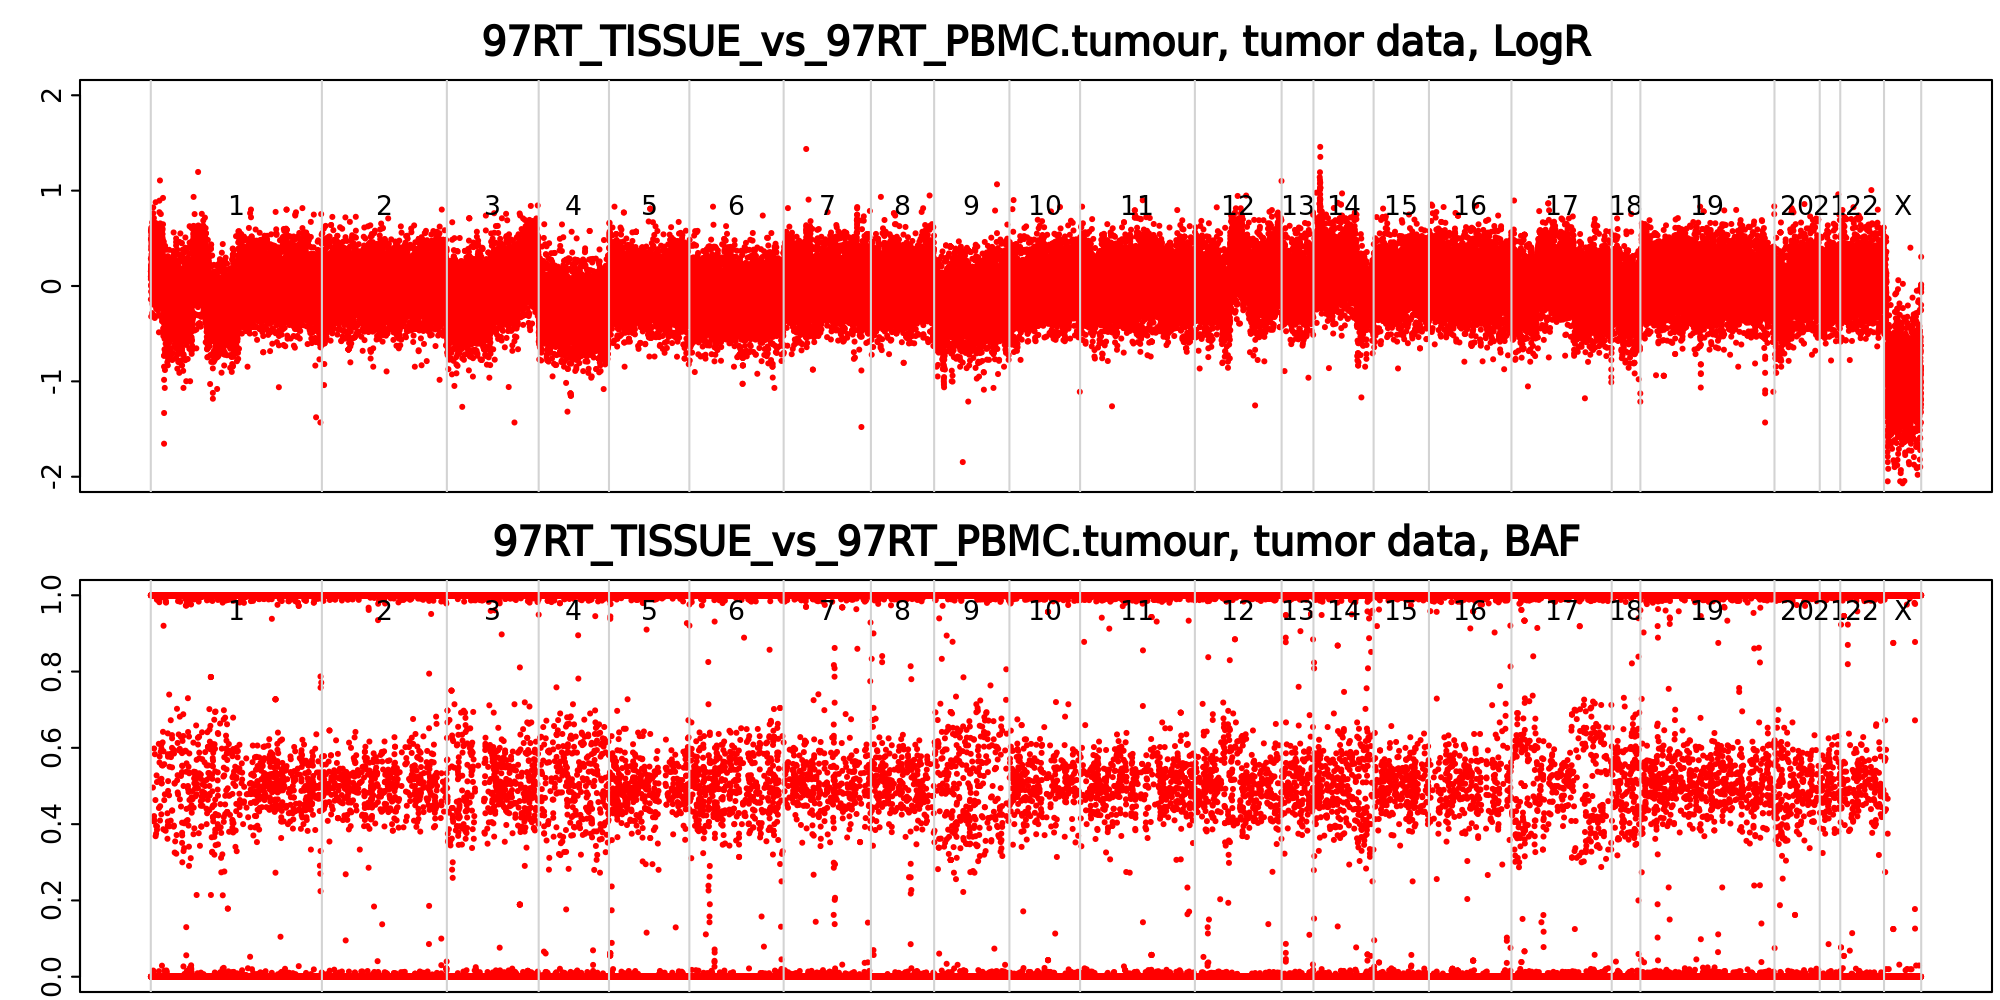 97RT_TISSUE_vs_97RT_PBMC.tumour, tumor data, LogR
2
1
0
-1
-2
1 2 3 4 5 6 7 8 9 10 11 12 13 14 15 16 17 18 19 20 21 22 X
97RT_TISSUE_vs_97RT_PBMC.tumour, tumor data, BAF
1.0
0.8
0.6
0.4
0.2
0.0
1 2 3 4 5 6 7 8 9 10 11 12 13 14 15 16 17 18 19 20 21 22 X